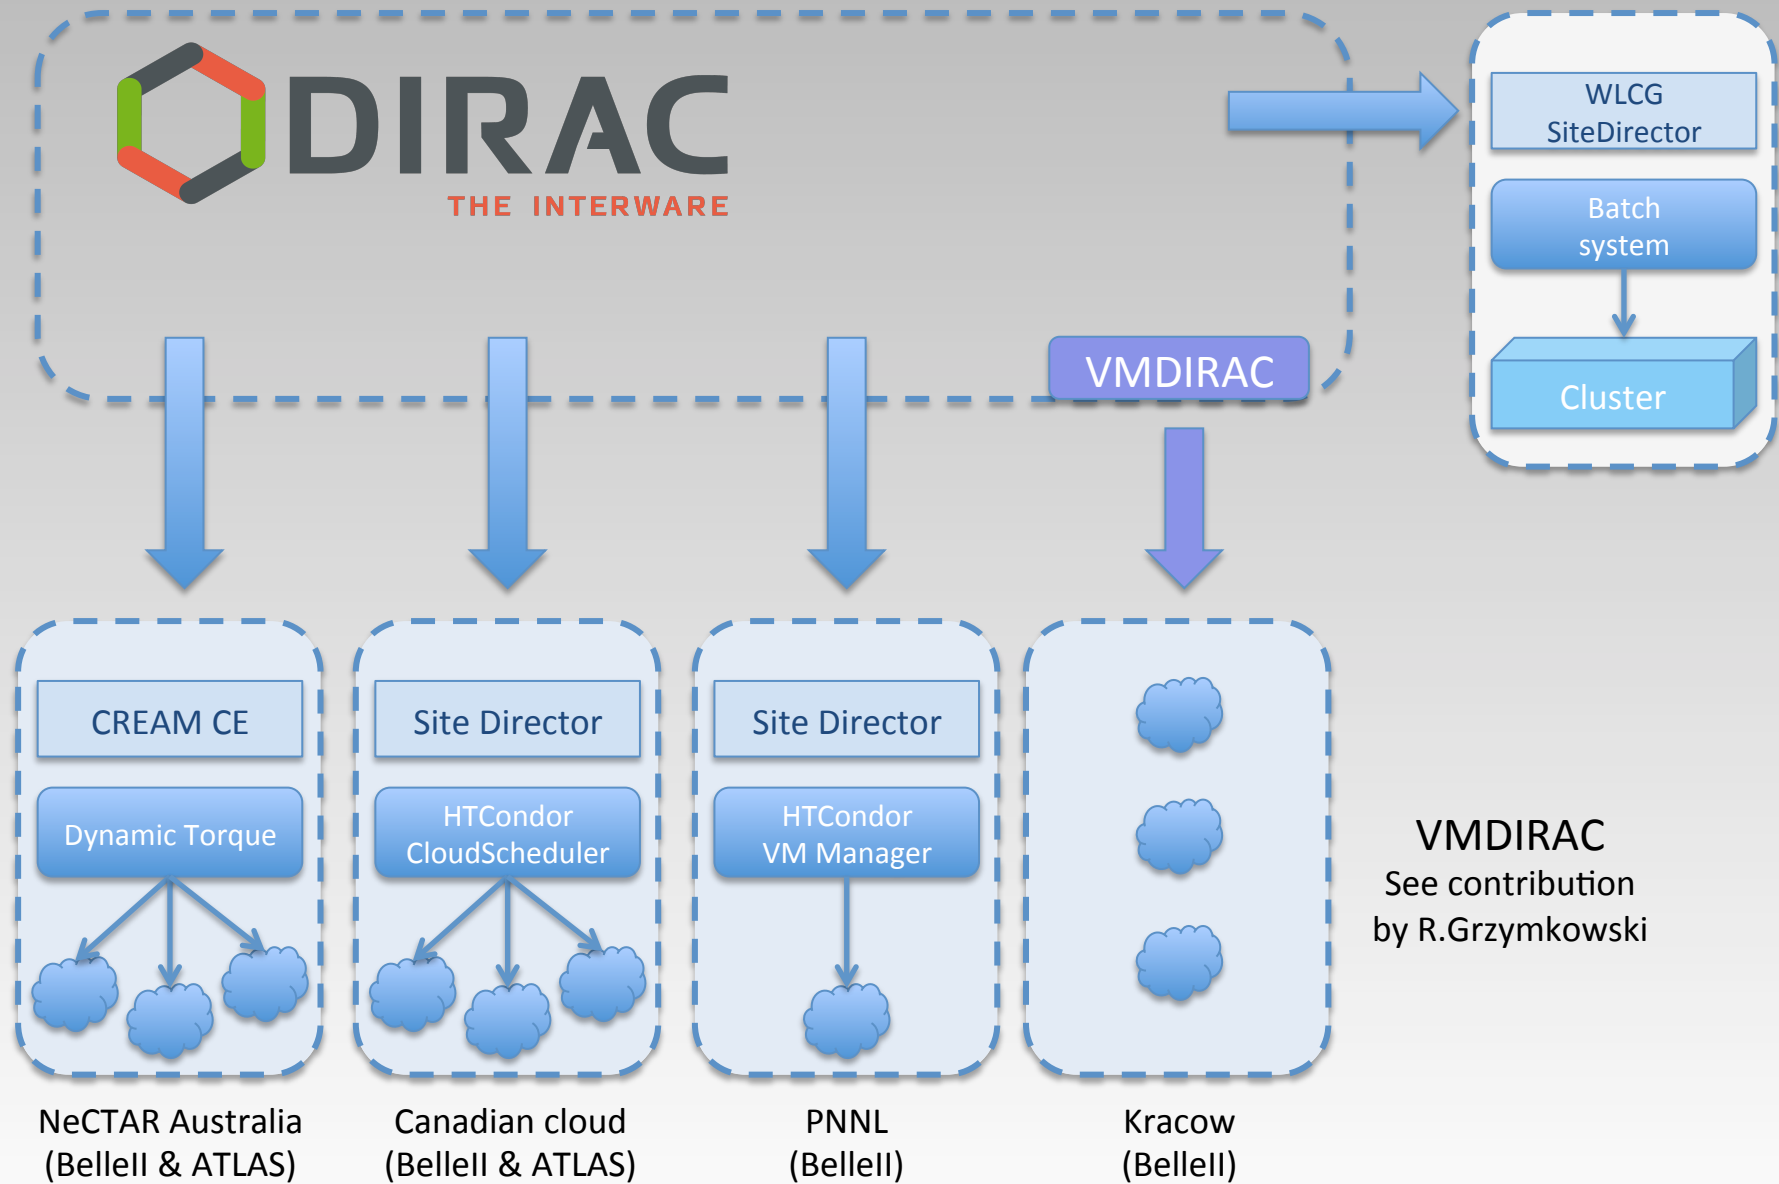 DIRAC
THE INTERWARE
WLCG
SiteDirector
Batch
system
Cluster
VMDIRAC
CREAM CE
Dynamic Torque
Site Director
HTCondor
CloudScheduler
Site Director
HTCondor
VM Manager
VMDIRAC
See contribution
by R.Grzymkowski
NeCTAR Australia
(BelleII & ATLAS)
Canadian cloud
(BelleII & ATLAS)
PNNL
(BelleII)
Kracow
(BelleII)